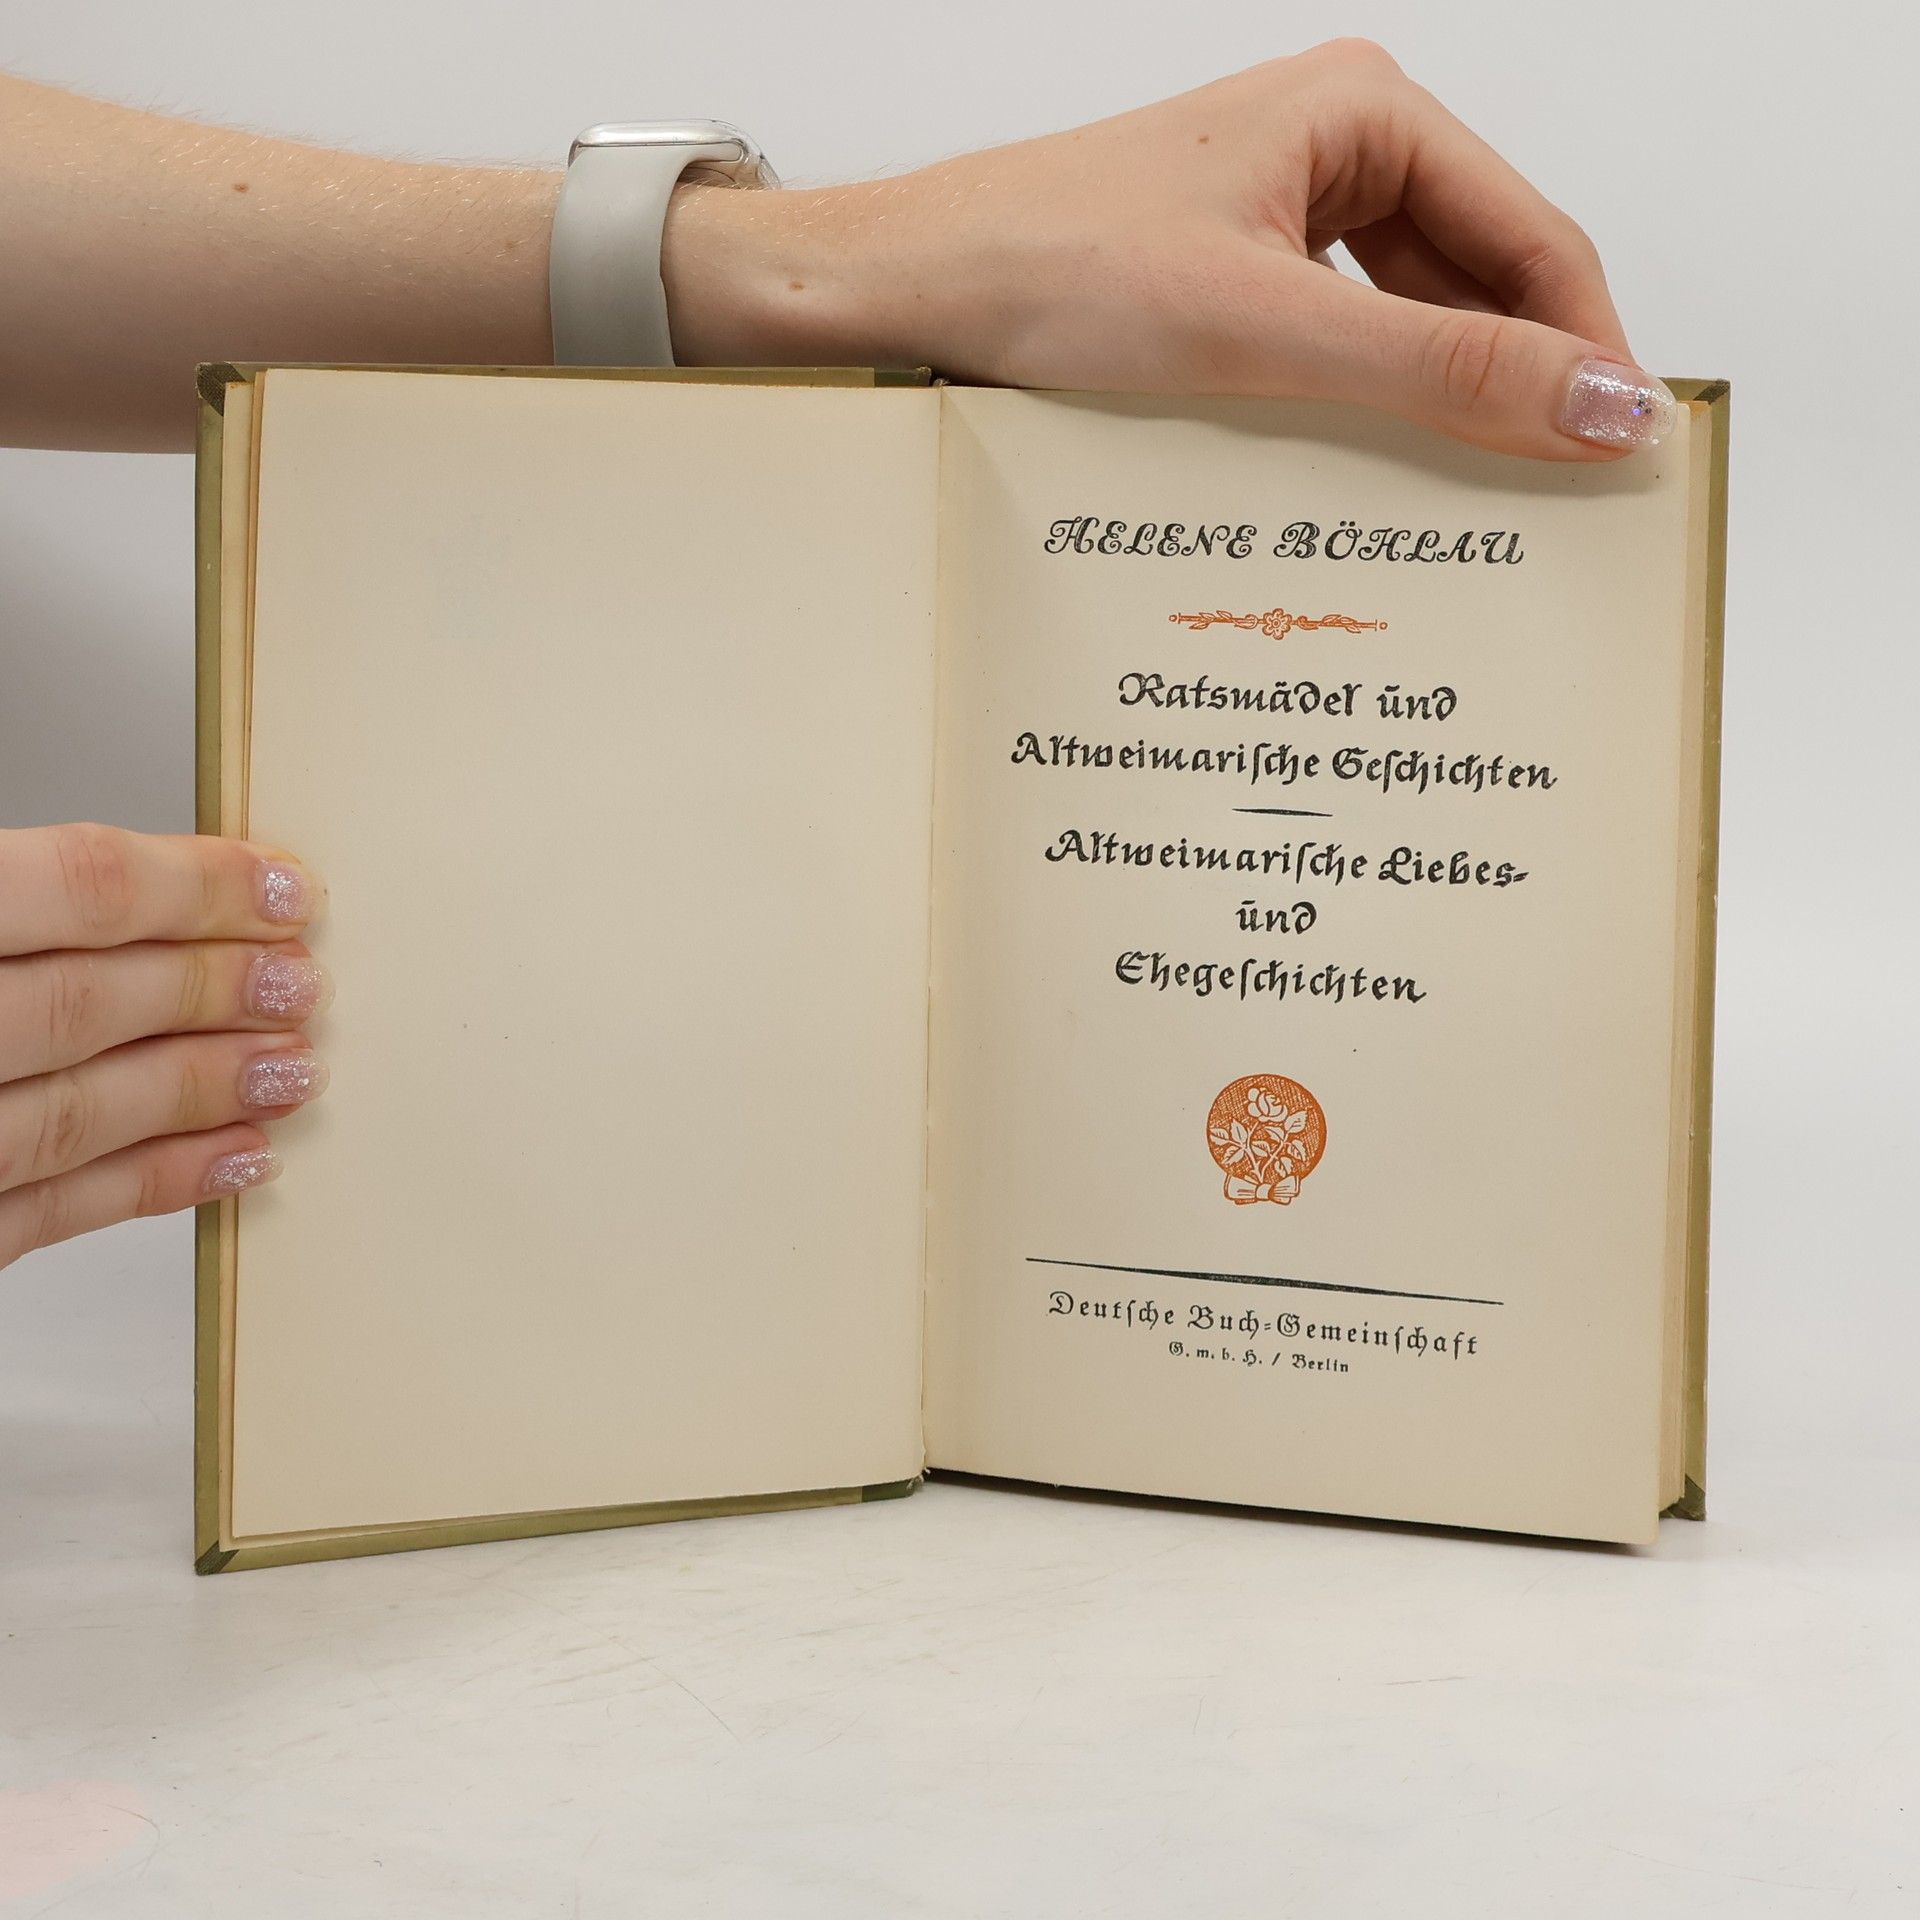 HELENE BÖHLAU
Ratsmädel und
Altweimariſche Geſchichten
Altweimariſche Liebes-
und
Ehegeſchichten
Deutſche Buch-Gemeinſchaft
G. m. b. H. / Berlin